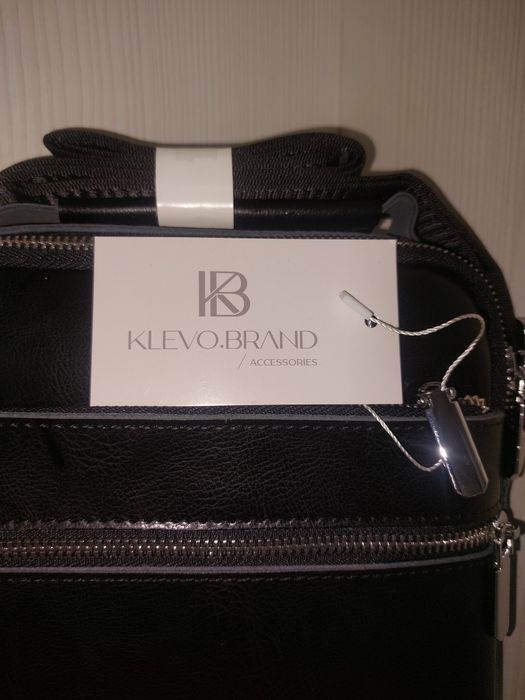 KB
KLEVO.BRAND
/ ACCESSORIES